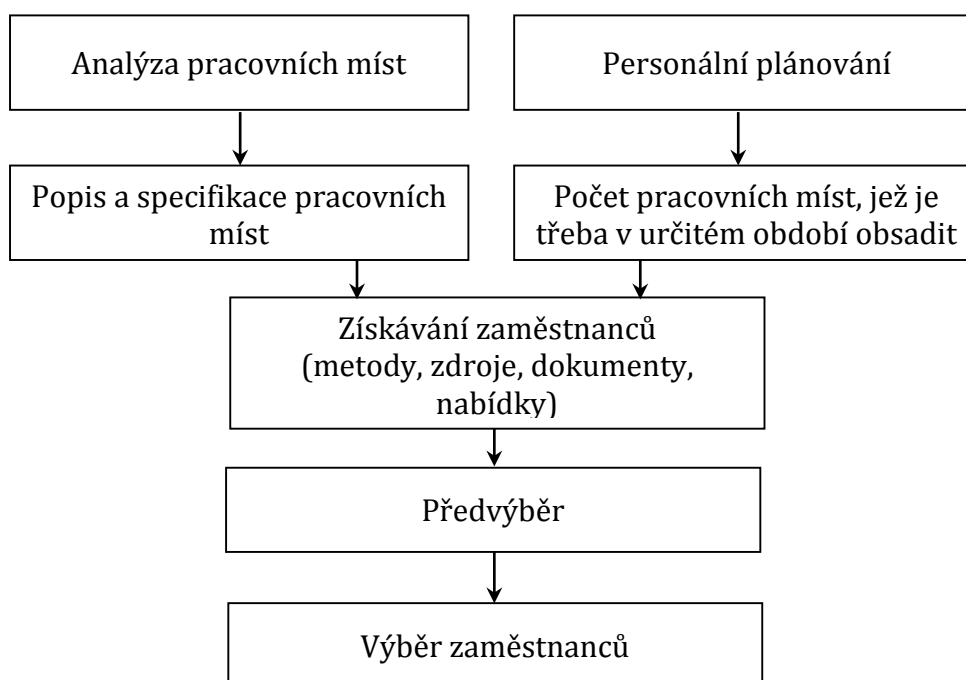 Analýza pracovních míst
Personální plánování
Popis a specifikace pracovních
míst
Počet pracovních míst, jež je
třeba v určitém období obsadit
Získávání zaměstnanců
(metody, zdroje, dokumenty,
nabídky)
Předvýběr
Výběr zaměstnanců